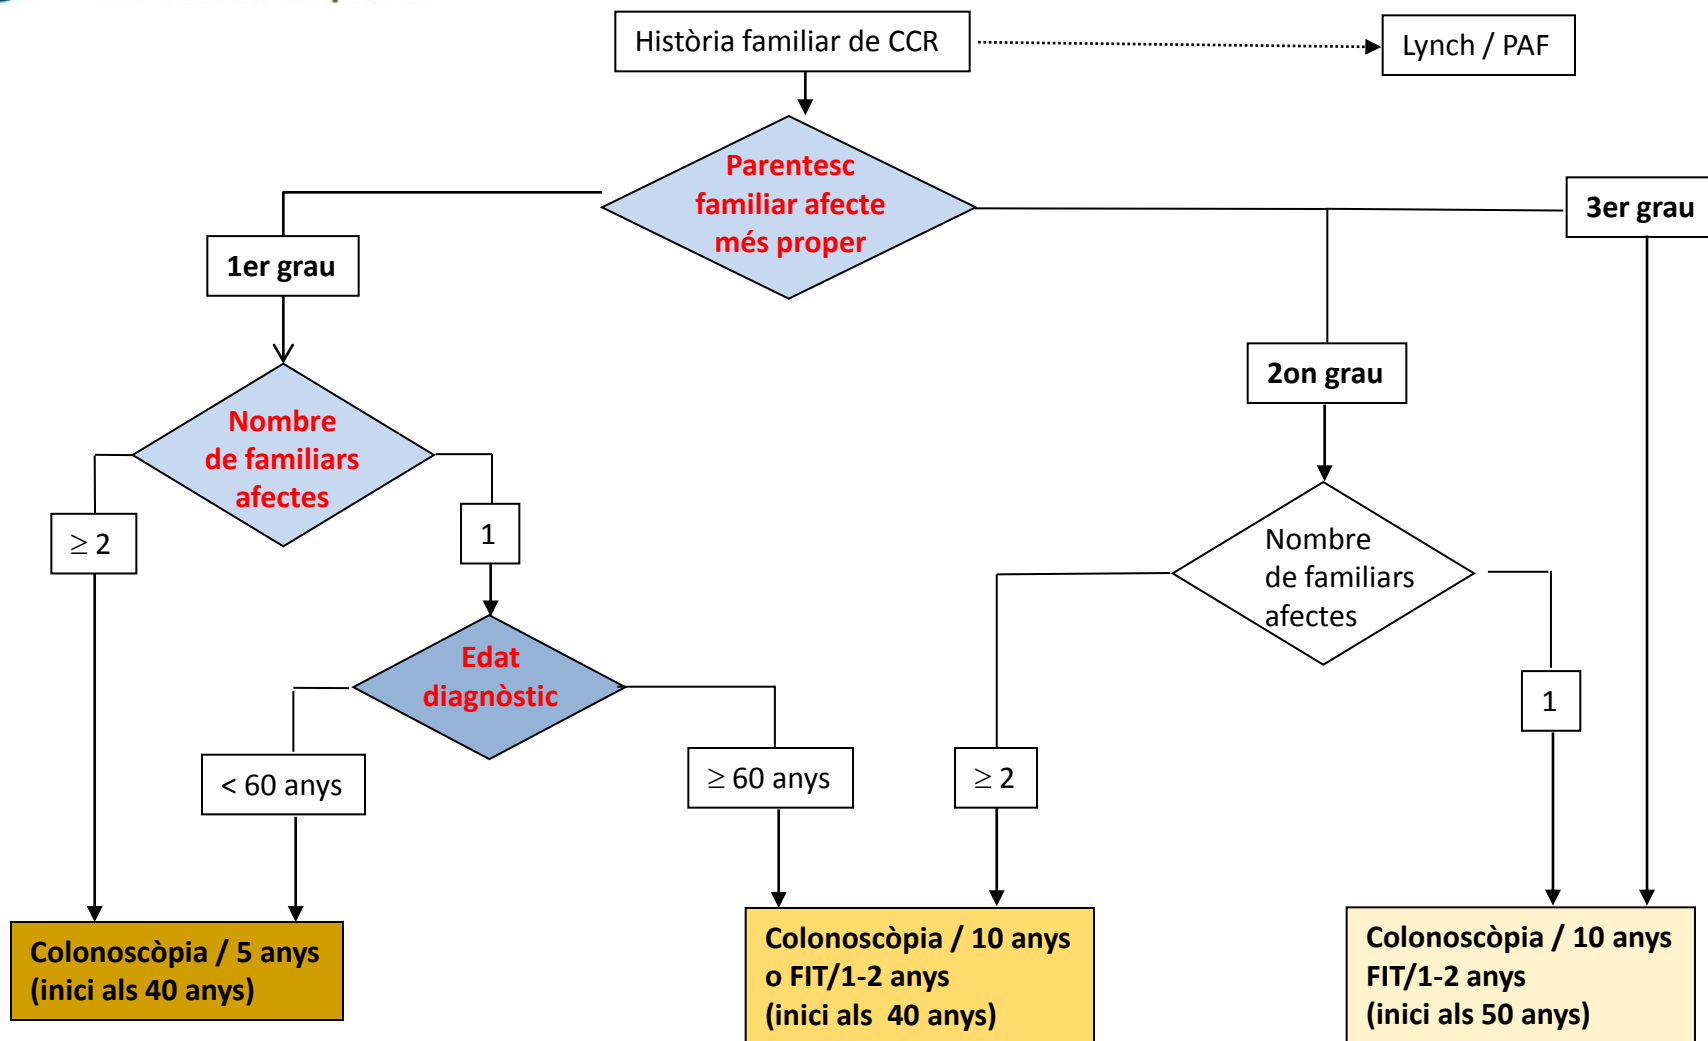 Història familiar de CCR
Lynch / PAF
Parentesc
familiar afecte
més proper
3er grau
1er grau
2on grau
Nombre
de familiars
afectes
≥ 2
1
Nombre
de familiars
afectes
Edat
diagnòstic
1
< 60 anys
≥ 60 anys
≥ 2
Colonoscòpia / 5 anys
(inici als 40 anys)
Colonoscòpia / 10 anys
o FIT/1-2 anys
(inici als 40 anys)
Colonoscòpia / 10 anys
FIT/1-2 anys
(inici als 50 anys)